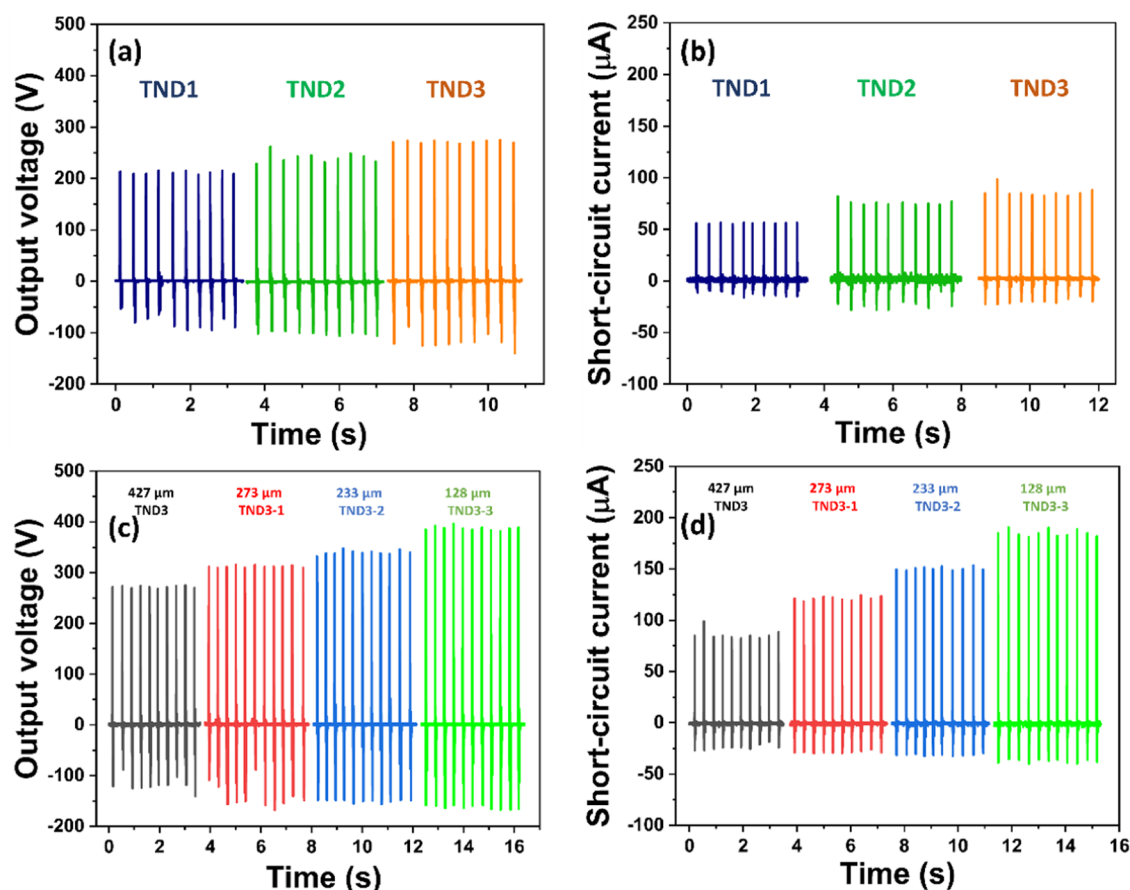 (a)
TND1 TND2 TND3
Output voltage (V)
500
400
300
200
100
0
-100
-200
0 2 4 6 8 10
Time (s)
(b)
TND1 TND2 TND3
Short-circuit current (μA)
250
200
150
100
50
0
-50
-100
0 2 4 6 8 10 12
Time (s)
(c)
427 μm 273 μm 233 μm 128 μm
TND3 TND3-1 TND3-2 TND3-3
Output voltage (V)
500
400
300
200
100
0
-100
-200
0 2 4 6 8 10 12 14 16
Time (s)
(d)
427 μm 273 μm 233 μm 128 μm
TND3 TND3-1 TND3-2 TND3-3
Short-circuit current (μA)
250
200
150
100
50
0
-50
-100
0 2 4 6 8 10 12 14 16
Time (s)